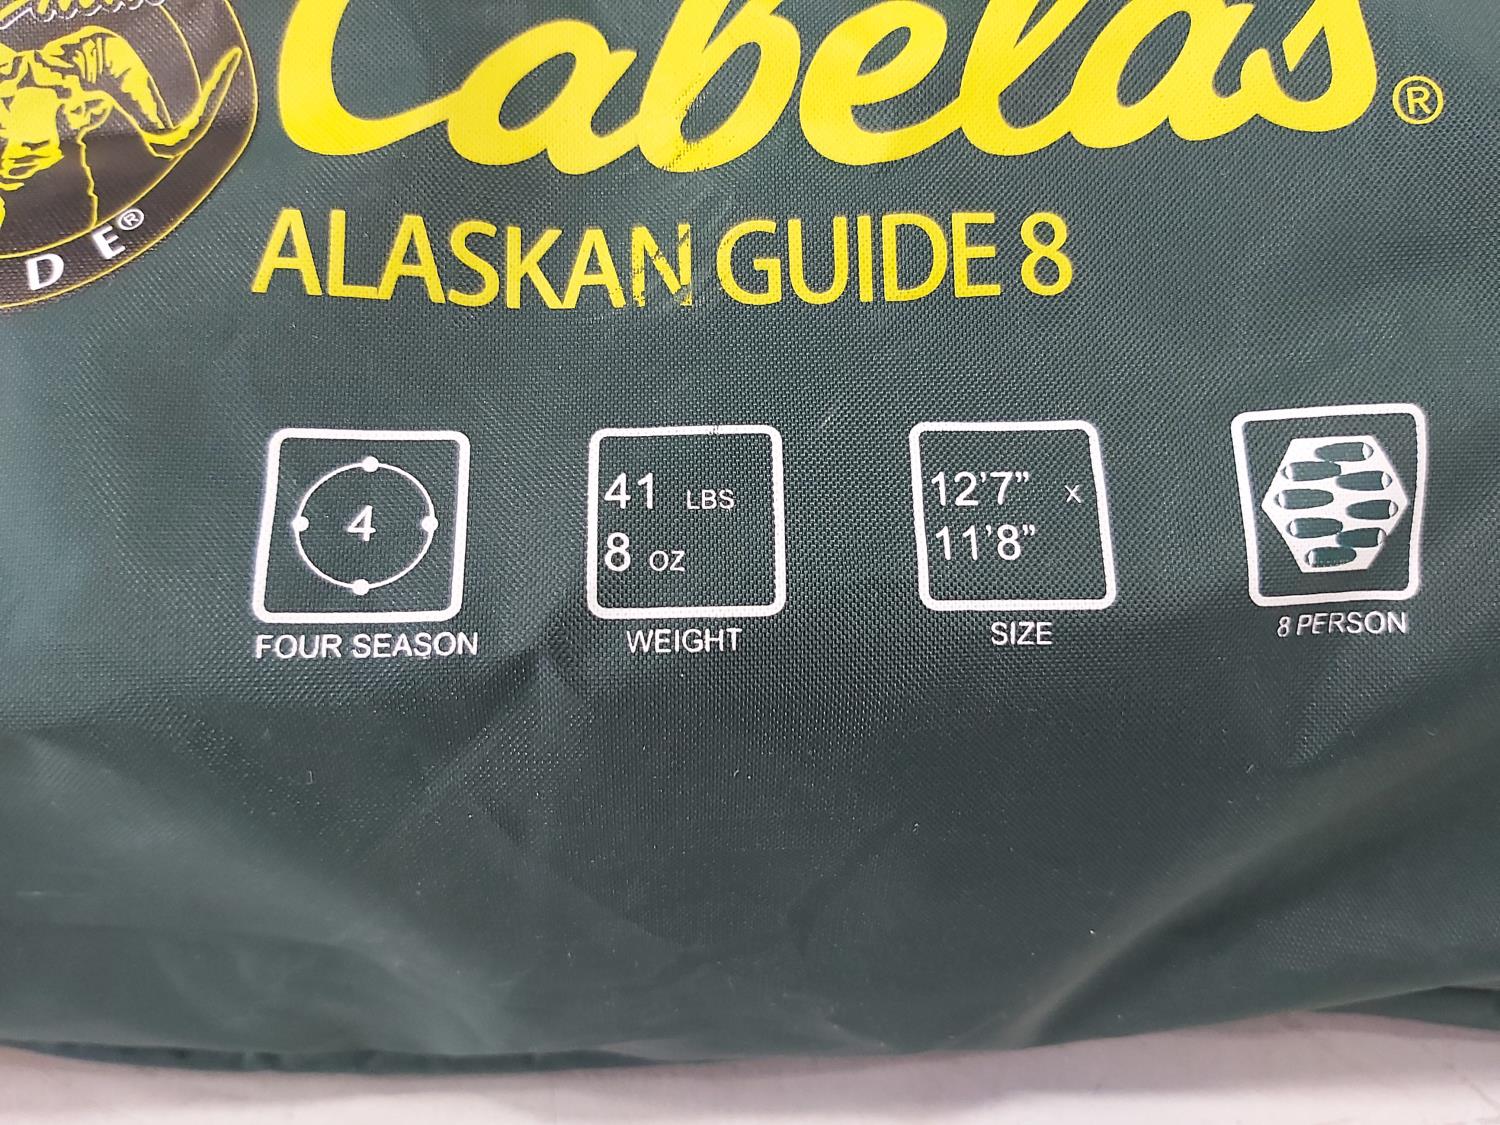 Cabela's®
DE®
ALASKAN GUIDE 8
4
FOUR SEASON
41 LBS
8 OZ
WEIGHT
12'7" x
11'8"
SIZE
8 PERSON